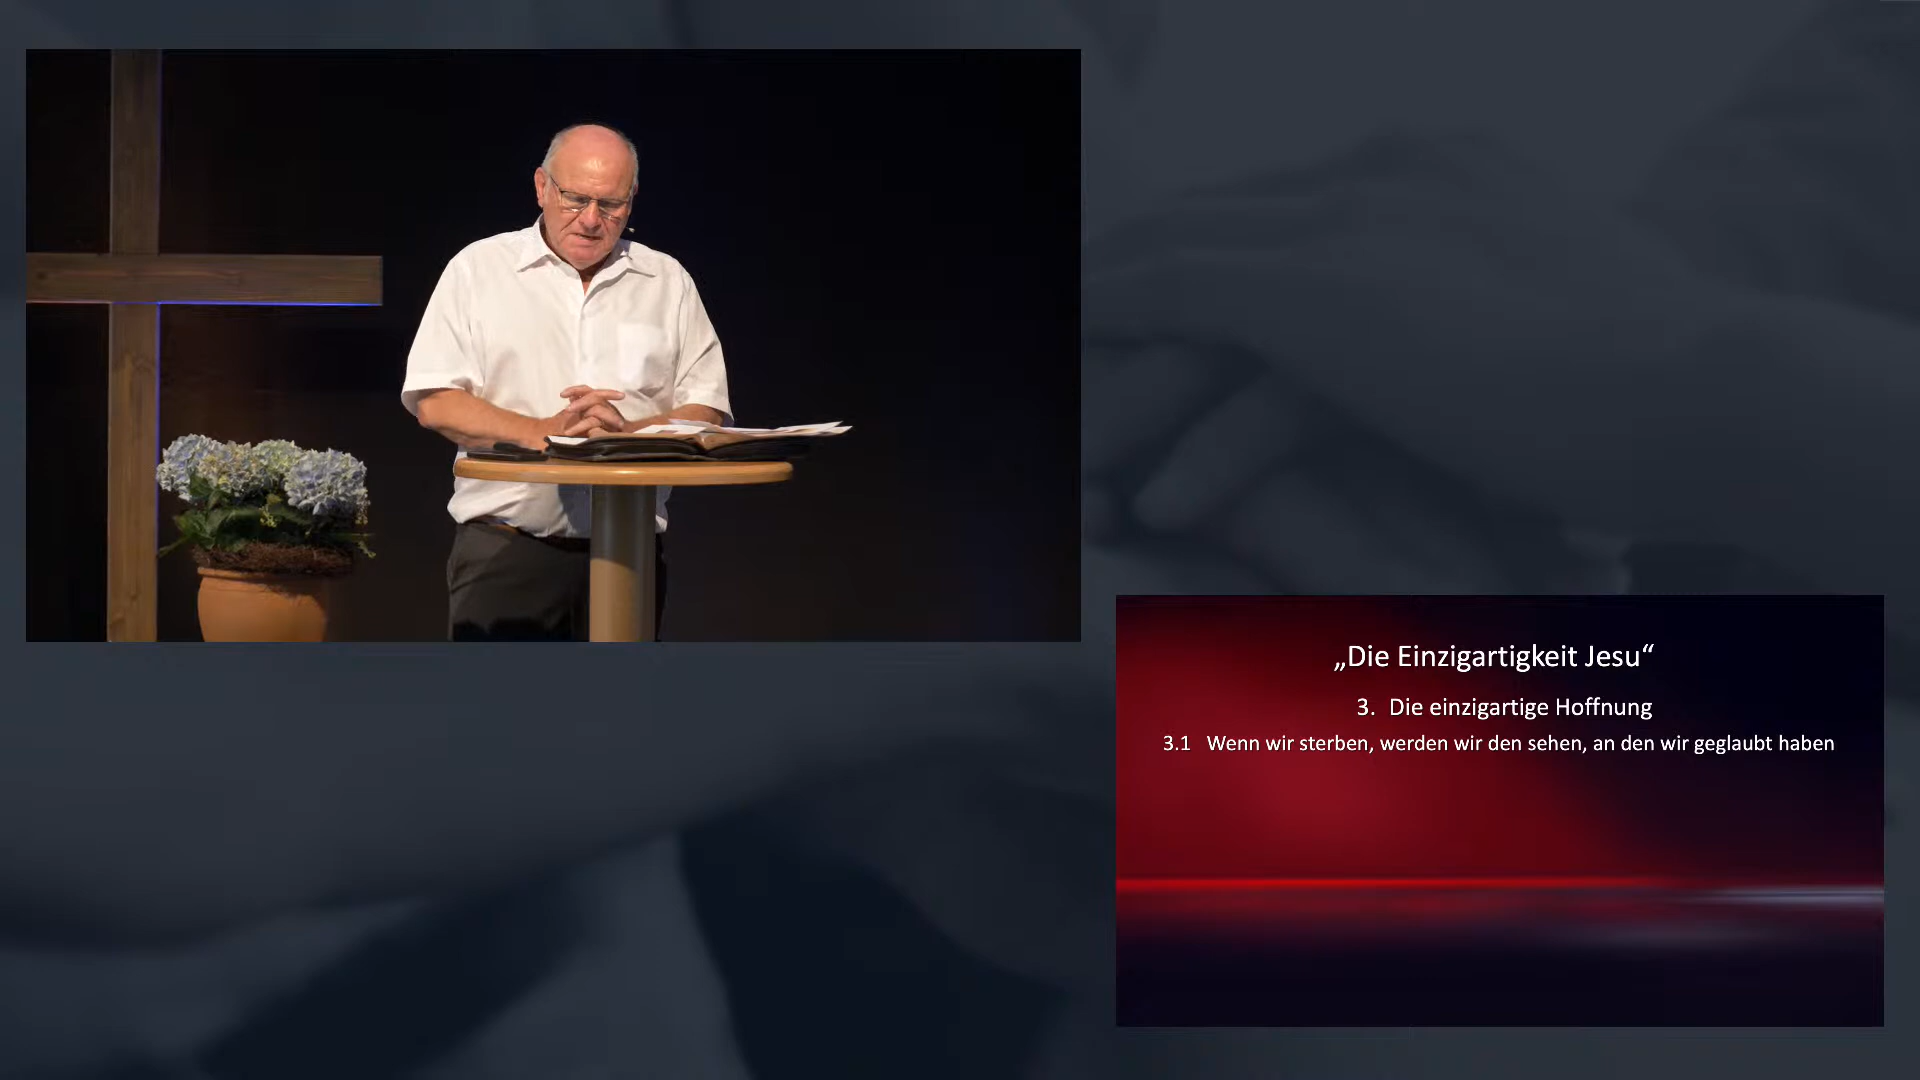 „Die Einzigartigkeit Jesu“
3. Die einzigartige Hoffnung
3.1 Wenn wir sterben, werden wir den sehen, an den wir geglaubt haben